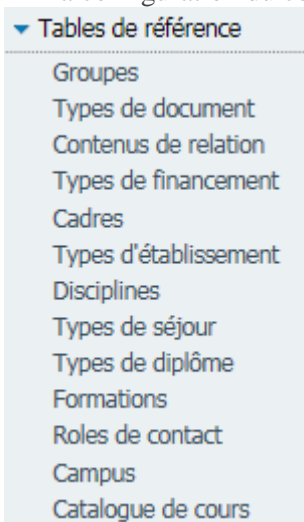 Tables de référence
Groupes
Types de document
Contenus de relation
Types de financement
Cadres
Types d'établissement
Disciplines
Types de séjour
Types de diplôme
Formations
Roles de contact
Campus
Catalogue de cours